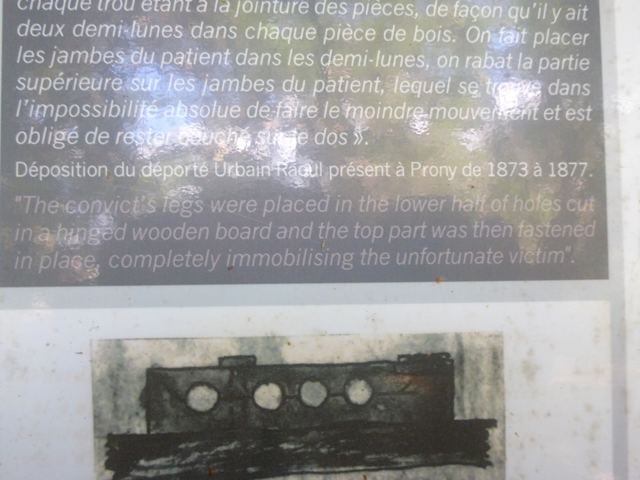 chaque trou étant à la jointure des pièces, de façon qu'il y ait
deux demi-lunes dans chaque pièce de bois. On fait placer
les jambes du patient dans les demi-lunes, on rabat la partie
supérieure sur les jambes du patient, lequel se trouve dans
l'impossibilité absolue de faire le moindre mouvement et est
obligé de rester couché sur le dos ».
Déposition du déporté Urbain Raoul présent à Prony de 1873 à 1877.
"The convict's legs were placed in the lower half of holes cut
in a hinged wooden board and the top part was then fastened
in place, completely immobilising the unfortunate victim".